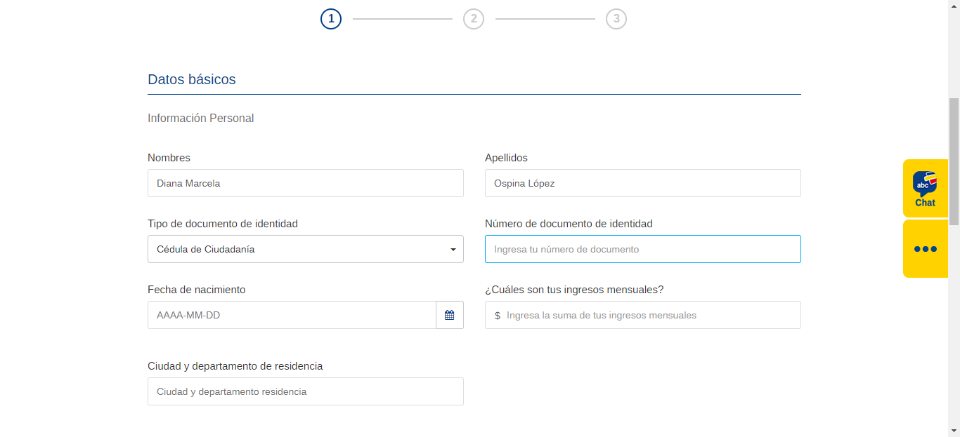 1 2 3
Datos básicos
Información Personal
Nombres Apellidos
Diana Marcela Ospina López
Tipo de documento de identidad Número de documento de identidad
Cédula de Ciudadanía Ingresa tu número de documento
Fecha de nacimiento ¿Cuáles son tus ingresos mensuales?
AAAA-MM-DD $ Ingresa la suma de tus ingresos mensuales
Ciudad y departamento de residencia
Ciudad y departamento residencia
abc
Chat